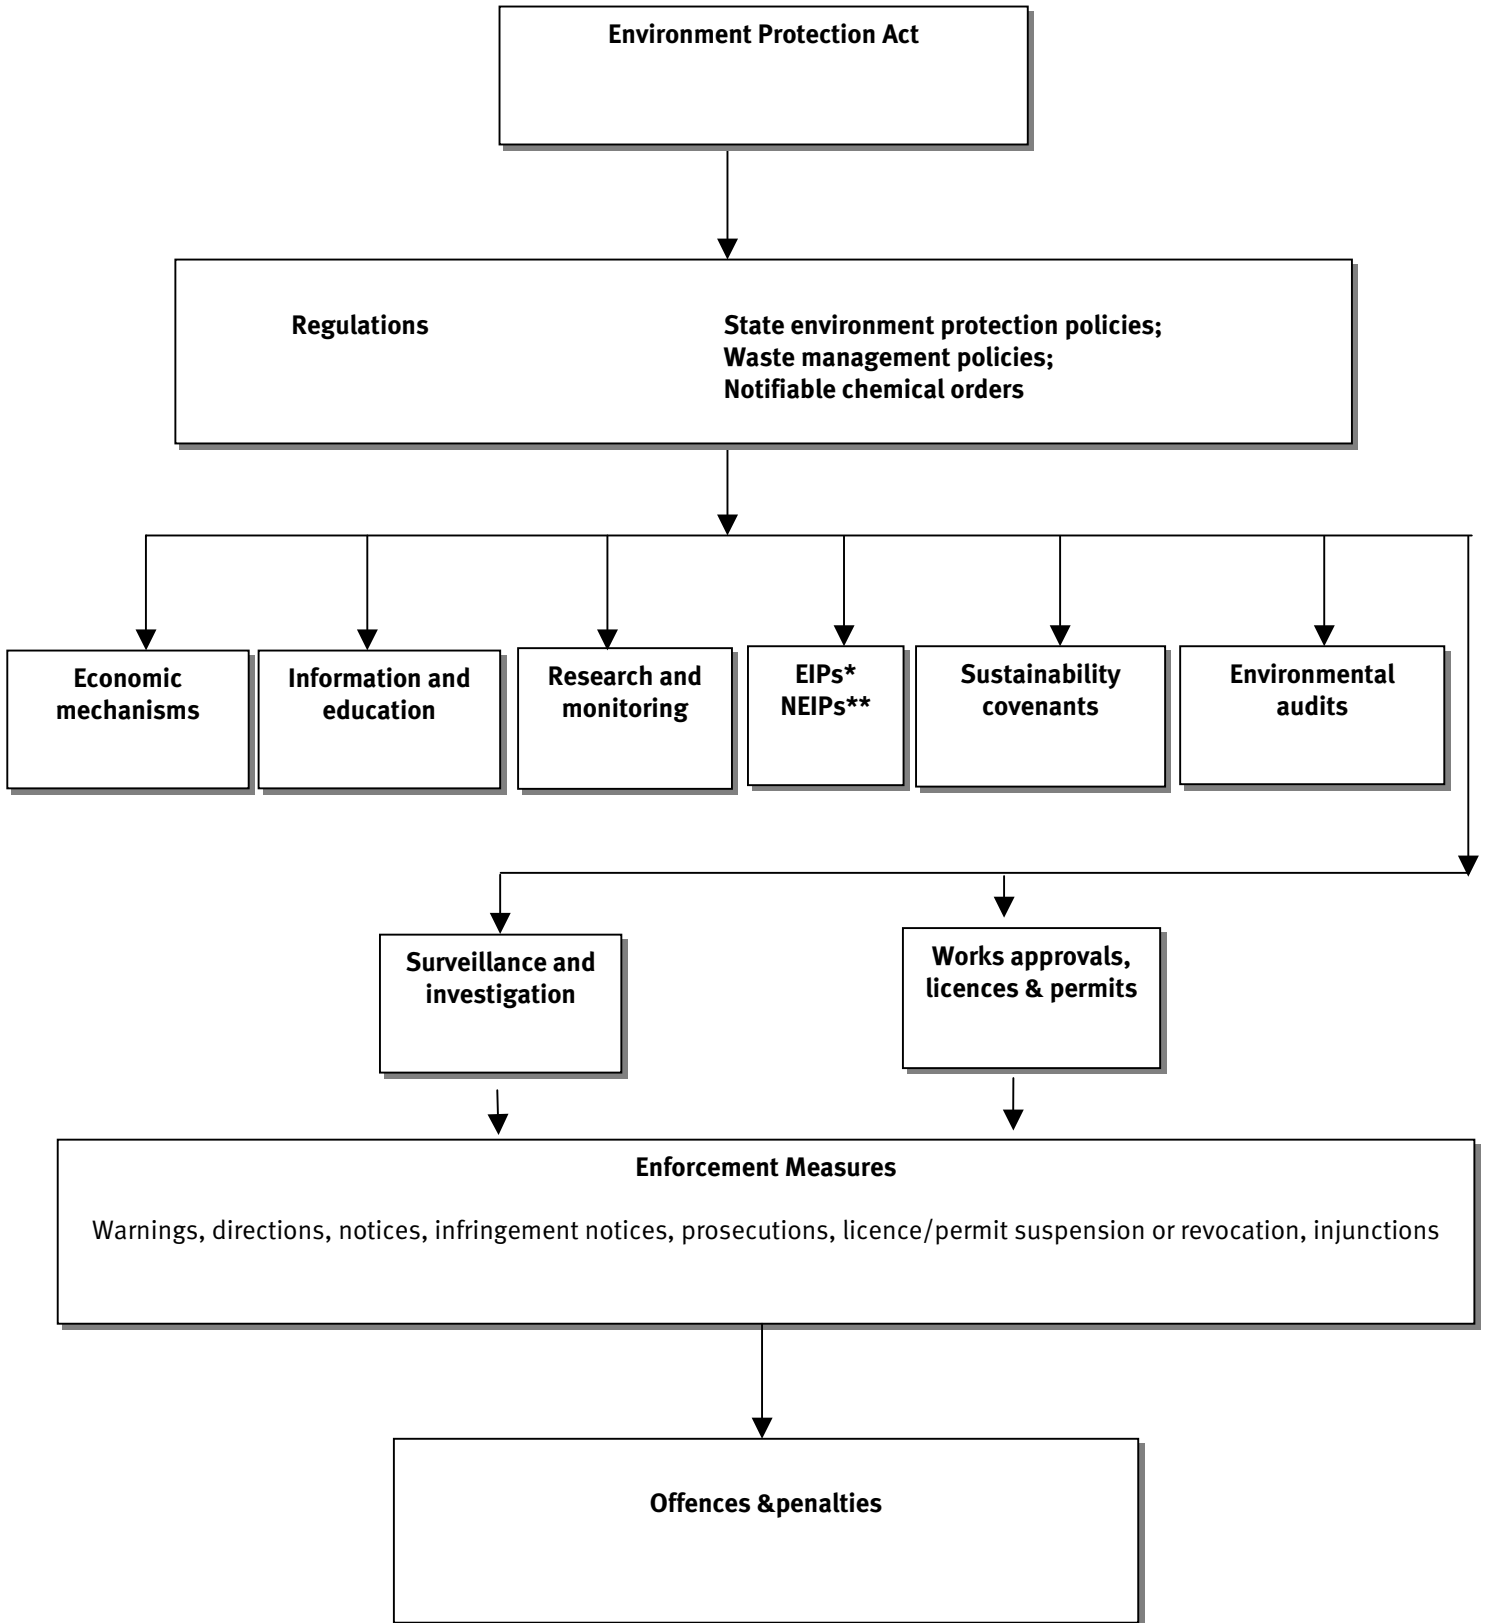 Environment Protection Act
Regulations
State environment protection policies;
Waste management policies;
Notifiable chemical orders
Economic
mechanisms
Information and
education
Research and
monitoring
EIPs*
NEIPs**
Sustainability
covenants
Environmental
audits
Surveillance and
investigation
Works approvals,
licences & permits
Enforcement Measures
Warnings, directions, notices, infringement notices, prosecutions, licence/permit suspension or revocation, injunctions
Offences &penalties